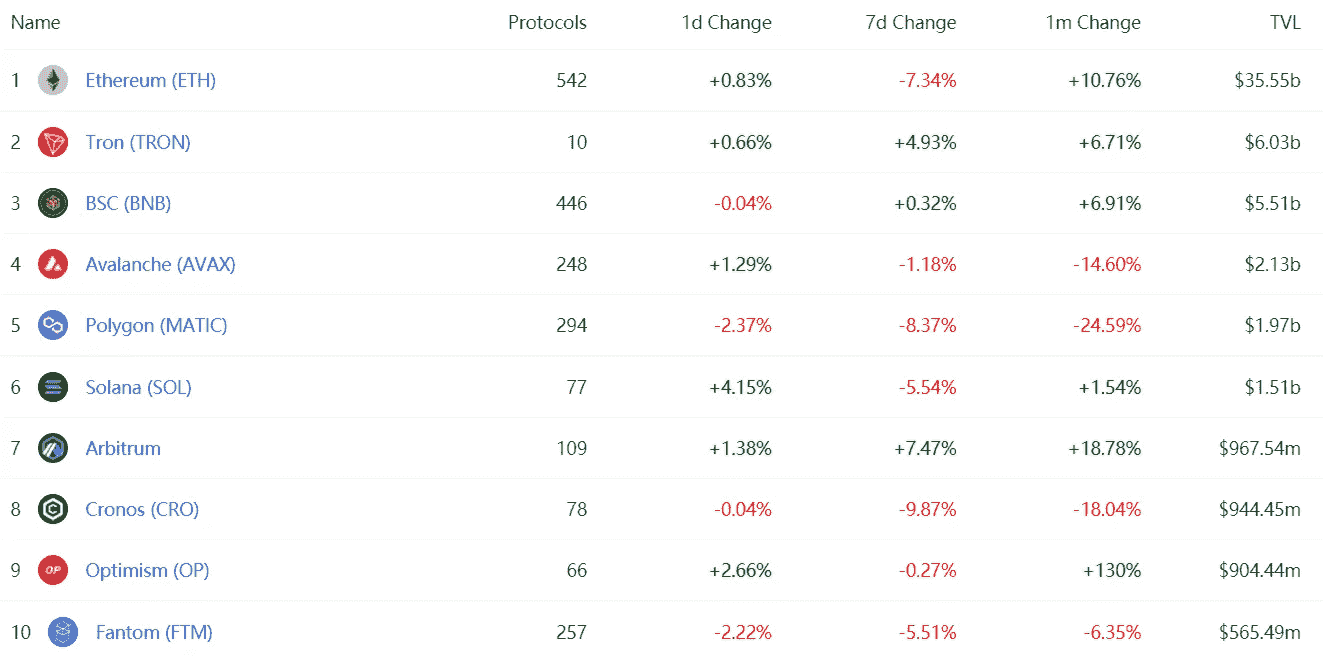 Name Protocols 1d Change 7d Change 1m Change TVL
1 Ethereum (ETH) 542 +0.83% -7.34% +10.76% $35.55b
2 Tron (TRON) 10 +0.66% +4.93% +6.71% $6.03b
3 BSC (BNB) 446 -0.04% +0.32% +6.91% $5.51b
4 Avalanche (AVAX) 248 +1.29% -1.18% -14.60% $2.13b
5 Polygon (MATIC) 294 -2.37% -8.37% -24.59% $1.97b
6 Solana (SOL) 77 +4.15% -5.54% +1.54% $1.51b
7 Arbitrum 109 +1.38% +7.47% +18.78% $967.54m
8 Cronos (CRO) 78 -0.04% -9.87% -18.04% $944.45m
9 OP Optimism (OP) 66 +2.66% -0.27% +130% $904.44m
10 Fantom (FTM) 257 -2.22% -5.51% -6.35% $565.49m